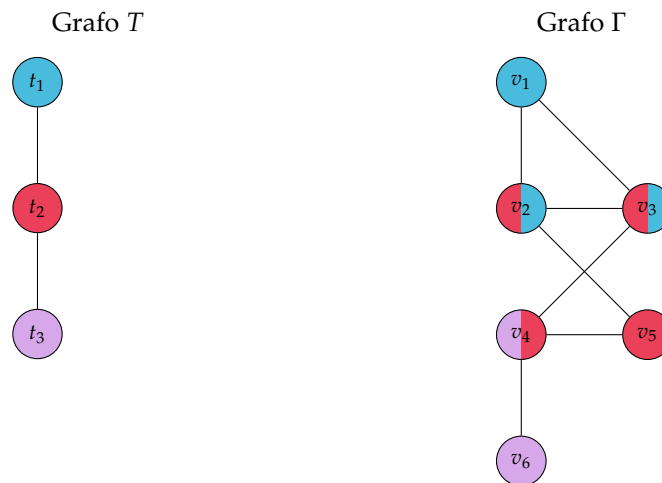 Grafo T Grafo Γ
t₁ v₁
t₂ v₂ v₃
t₃ v₄ v₅
v₆